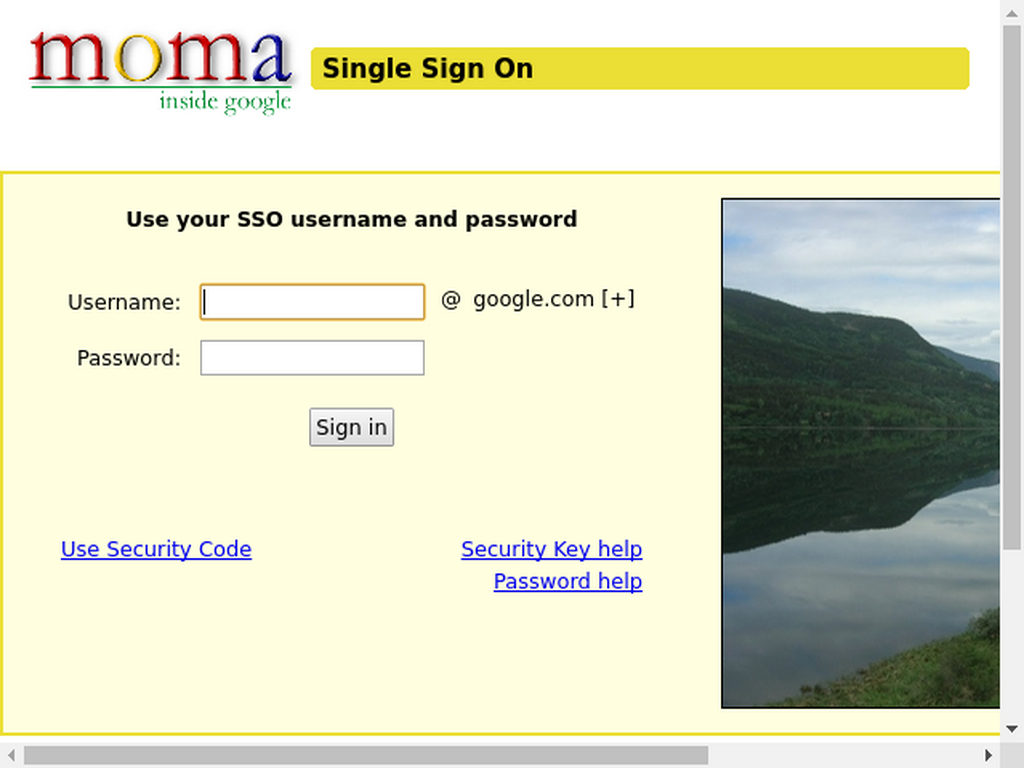 moma
inside google
Single Sign On
Use your SSO username and password
Username: @ google.com [+]
Password:
Sign in
Use Security Code Security Key help
Password help